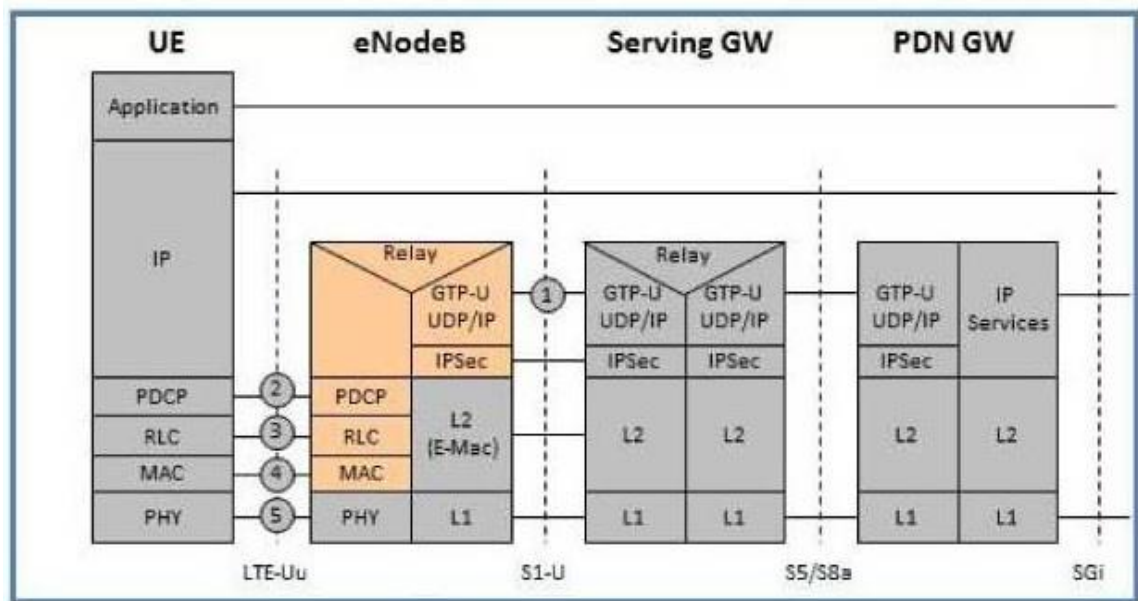 UE eNodeB Serving GW PDN GW
Application
IP
Relay Relay
GTP-U 1 GTP-U GTP-U GTP-U IP
UDP/IP UDP/IP UDP/IP UDP/IP Services
IPSec IPSec IPSec IPSec
PDCP 2 PDCP
RLC 3 RLC L2 L2 L2 L2 L2
(E-Mac)
MAC 4 MAC
PHY 5 PHY L1 L1 L1 L1 L1
LTE-Uu S1-U S5/S8a SGi